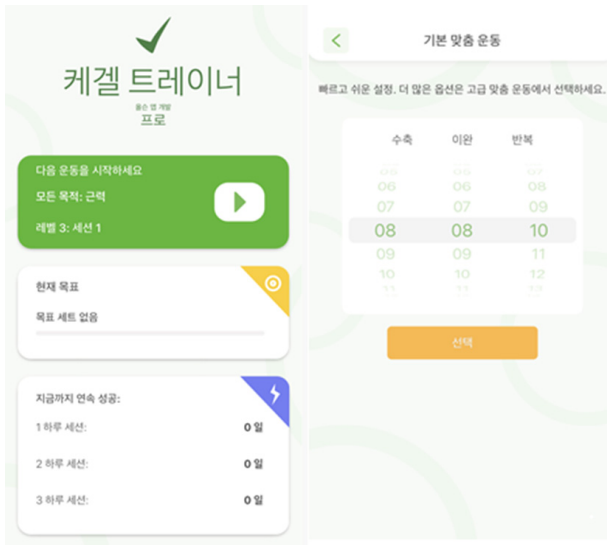 케겔 트레이너
올슨 앱 개발
프로
다음 운동을 시작하세요
모든 목적: 근력
레벨 3: 세션 1
현재 목표
목표 세트 없음
지금까지 연속 성공:
1 하루 세션: 0 일
2 하루 세션: 0 일
3 하루 세션: 0 일
기본 맞춤 운동
빠르고 쉬운 설정. 더 많은 옵션은 고급 맞춤 운동에서 선택하세요.
수축 이완 반복
06 06 08
07 07 09
08 08 10
09 09 11
10 10 12
선택